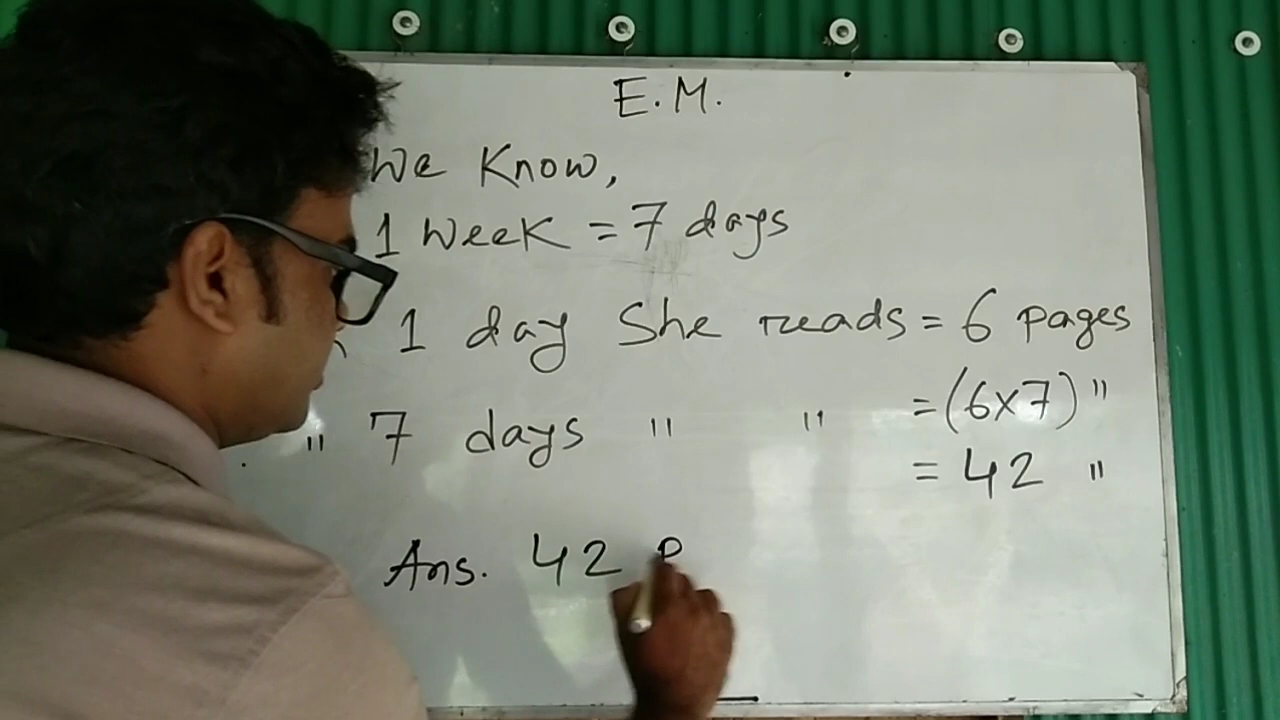 E.M.
We Know,
1 Week = 7 days
1 day She reads = 6 pages
" 7 days " " = (6×7) "
= 42 "
Ans. 42 P